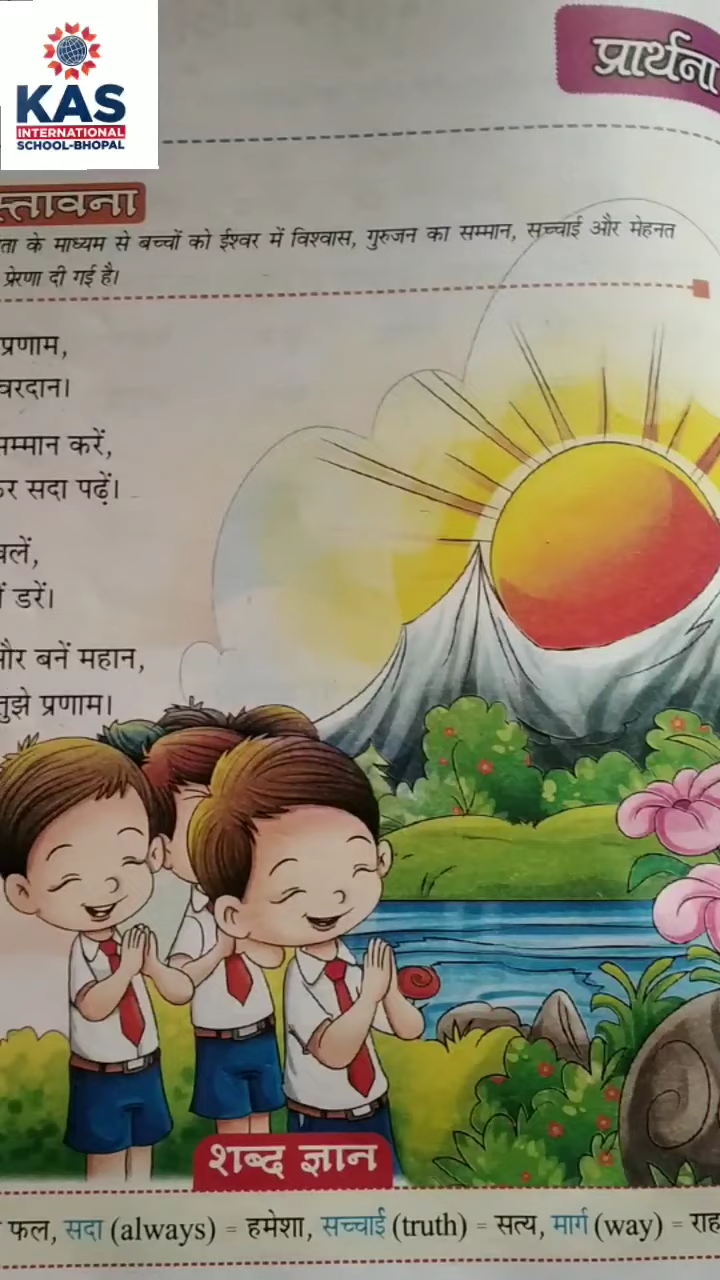 KAS
INTERNATIONAL
SCHOOL-BHOPAL
प्रार्थना
स्तावना
ता के माध्यम से बच्चों को ईश्वर में विश्वास, गुरुजन का सम्मान, सच्चाई और मेहनत
प्रेरणा दी गई है।
प्रणाम,
वरदान।
सम्मान करें,
सदा पढ़ें।
चलें,
डरें।
और बनें महान,
तुझे प्रणाम।
शब्द ज्ञान
फल, सदा (always) = हमेशा, सच्चाई (truth) = सत्य, मार्ग (way) = राह